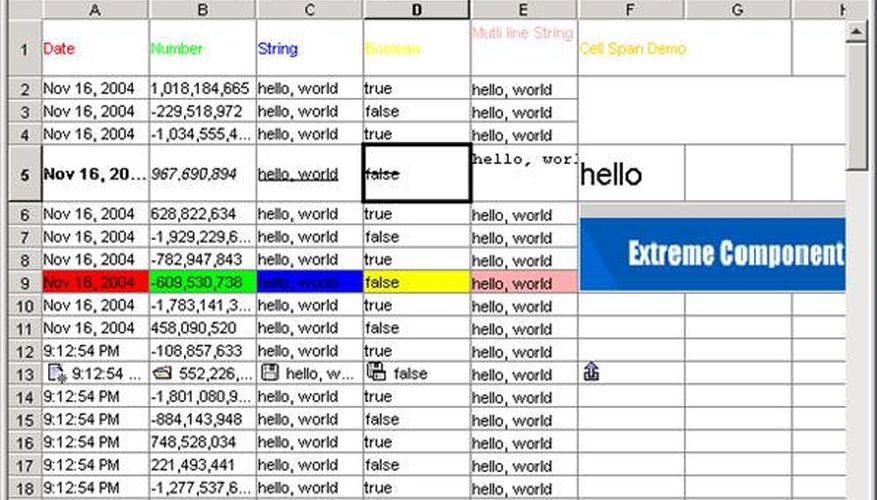 A B C D E F G H
1 Date Number String Boolean Mutli line String Cell Span Demo
2 Nov 16, 2004 1,018,184,665 hello, world true hello, world
3 Nov 16, 2004 -229,518,972 hello, world false hello, world
4 Nov 16, 2004 -1,034,555,4... hello, world true hello, world
5 Nov 16, 20... 967,690,894 hello, world false hello, worl hello
6 Nov 16, 2004 628,822,634 hello, world true hello, world
7 Nov 16, 2004 -1,929,229,6... hello, world false hello, world
8 Nov 16, 2004 -782,947,843 hello, world true hello, world
Extreme Component
9 Nov 16, 2004 -609,530,738 hello, world false hello, world
10 Nov 16, 2004 -1,783,141,3... hello, world true hello, world
11 Nov 16, 2004 458,090,520 hello, world false hello, world
12 9:12:54 PM -108,857,633 hello, world true hello, world
13 9:12:54 ... 552,226,... hello, w... false hello, world
14 9:12:54 PM -1,801,080,9... hello, world true hello, world
15 9:12:54 PM -884,143,948 hello, world false hello, world
16 9:12:54 PM 748,528,034 hello, world true hello, world
17 9:12:54 PM 221,493,441 hello, world false hello, world
18 9:12:54 PM -1,277,537,6... hello, world true hello, world